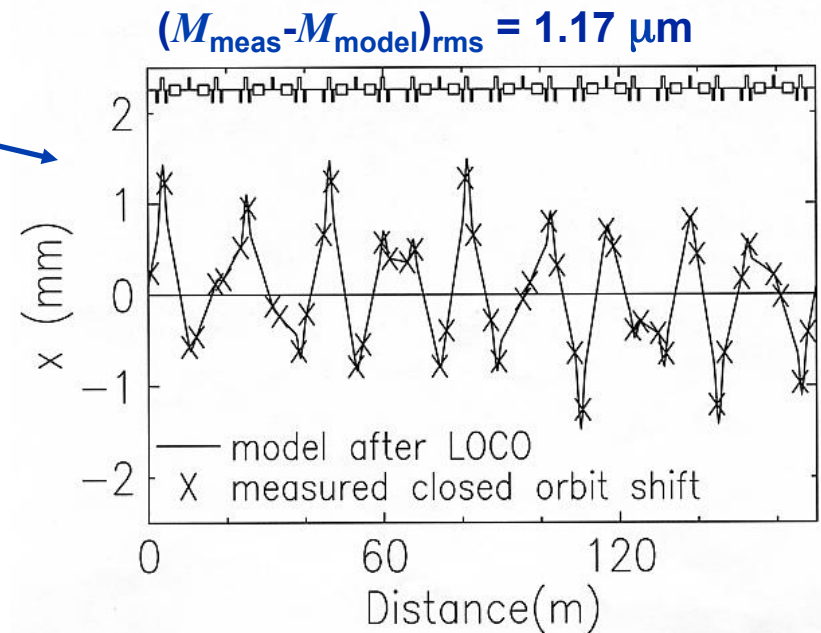 (Mmeas-Mmodel)rms = 1.17 μm
2
1
0
−1
−2
x (mm)
model after LOCO
measured closed orbit shift
0 60 120
Distance(m)